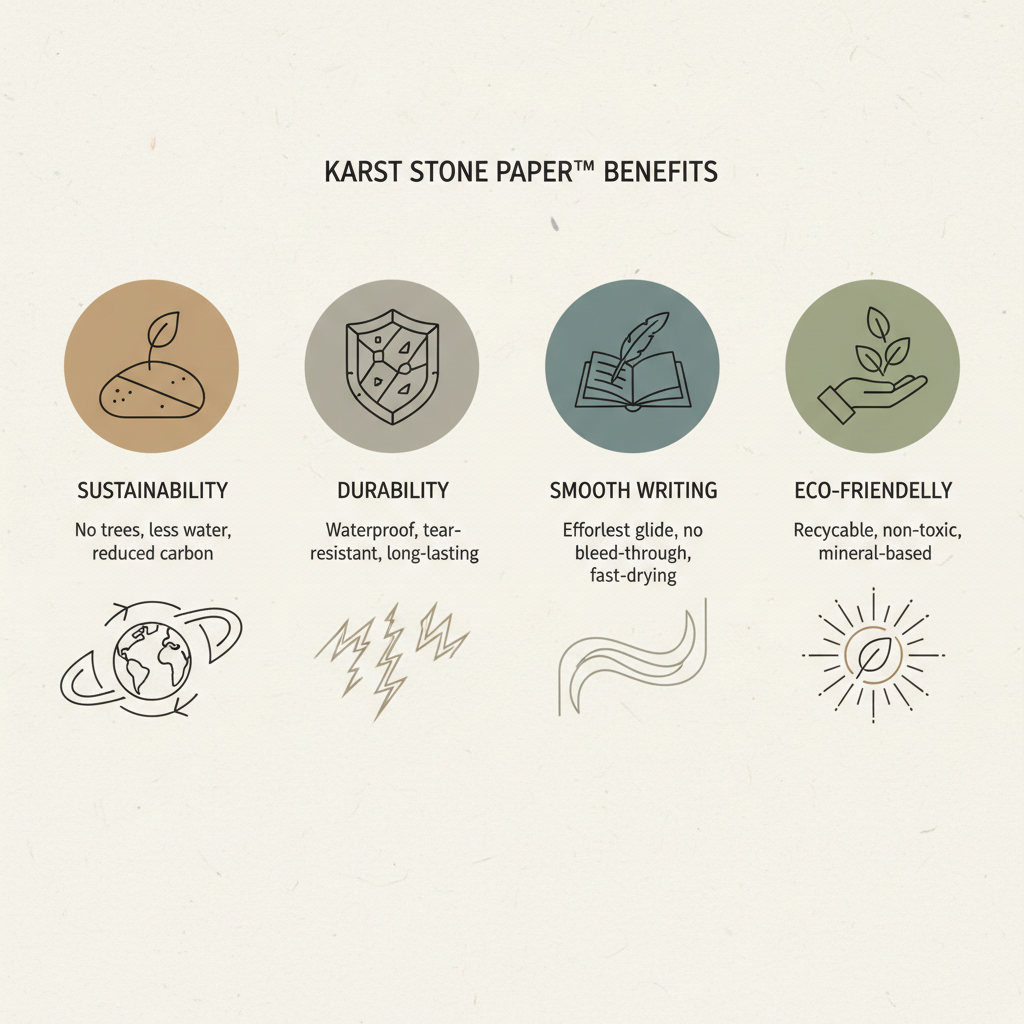 KARST STONE PAPER™ BENEFITS
SUSTAINABILITY
No trees, less water,
reduced carbon
DURABILITY
Waterproof, tear-
resistant, long-lasting
SMOOTH WRITING
Efforlest glide, no
bleed-through,
fast-drying
ECO-FRIENDELLY
Recycable, non-toxic,
mineral-based